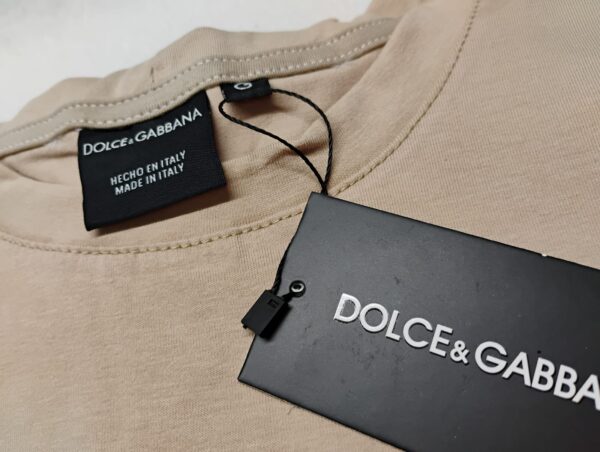 DOLCE&GABBANA
HECHO EN ITALY
MADE IN ITALY
G
DOLCE&GABBA